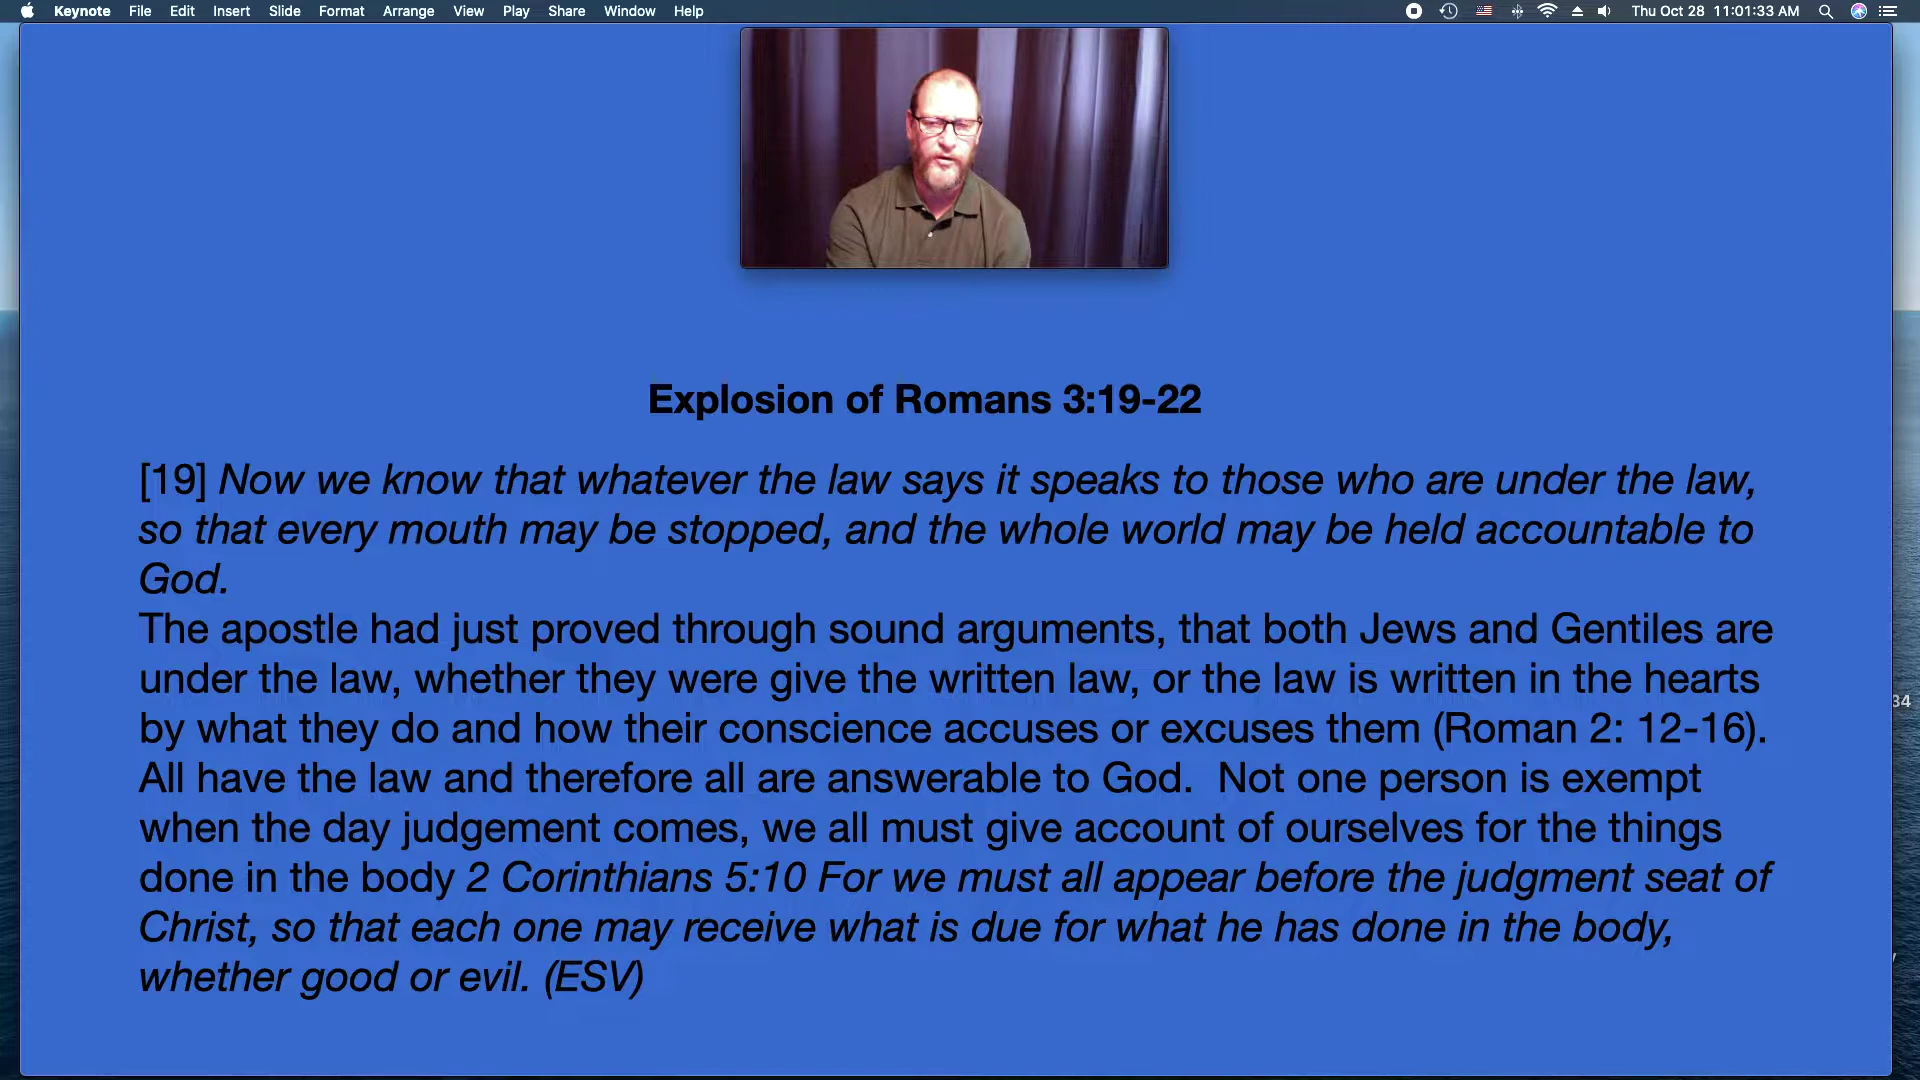 Keynote File Edit Insert Slide Format Arrange View Play Share Window Help Thu Oct 28 11:01:33 AM
Explosion of Romans 3:19-22
[19] Now we know that whatever the law says it speaks to those who are under the law,
so that every mouth may be stopped, and the whole world may be held accountable to
God.
The apostle had just proved through sound arguments, that both Jews and Gentiles are
under the law, whether they were give the written law, or the law is written in the hearts
by what they do and how their conscience accuses or excuses them (Roman 2: 12-16).
All have the law and therefore all are answerable to God. Not one person is exempt
when the day judgement comes, we all must give account of ourselves for the things
done in the body 2 Corinthians 5:10 For we must all appear before the judgment seat of
Christ, so that each one may receive what is due for what he has done in the body,
whether good or evil. (ESV)
34